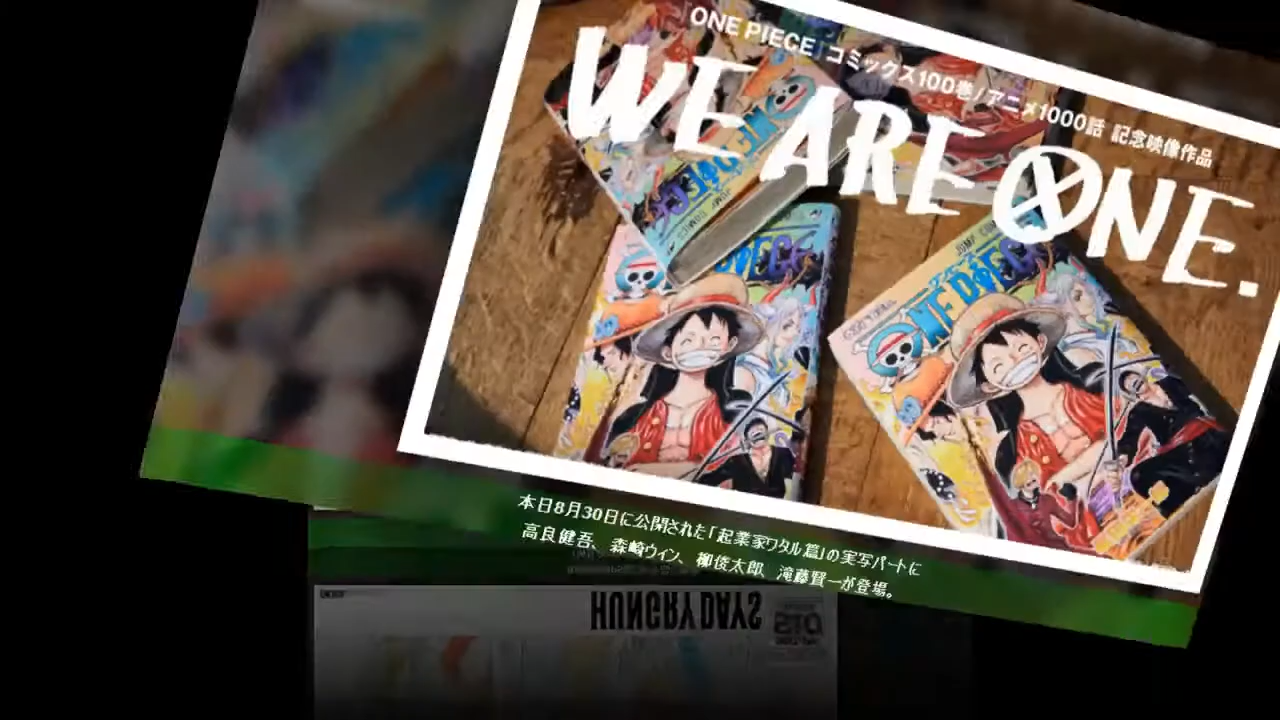 ONE PIECE コミックス100巻/アニメ1000話 記念映像作品
WE ARE ONE.
JUMP COMICS
ONE PIECE
ONE PIECE
ONE PIECE
本日8月30日に公開された「起業家ワタル篇」の実写パートに
高良健吾、森崎ウィン、柳俊太郎、滝藤賢一が登場。
HUNGRY DAYS